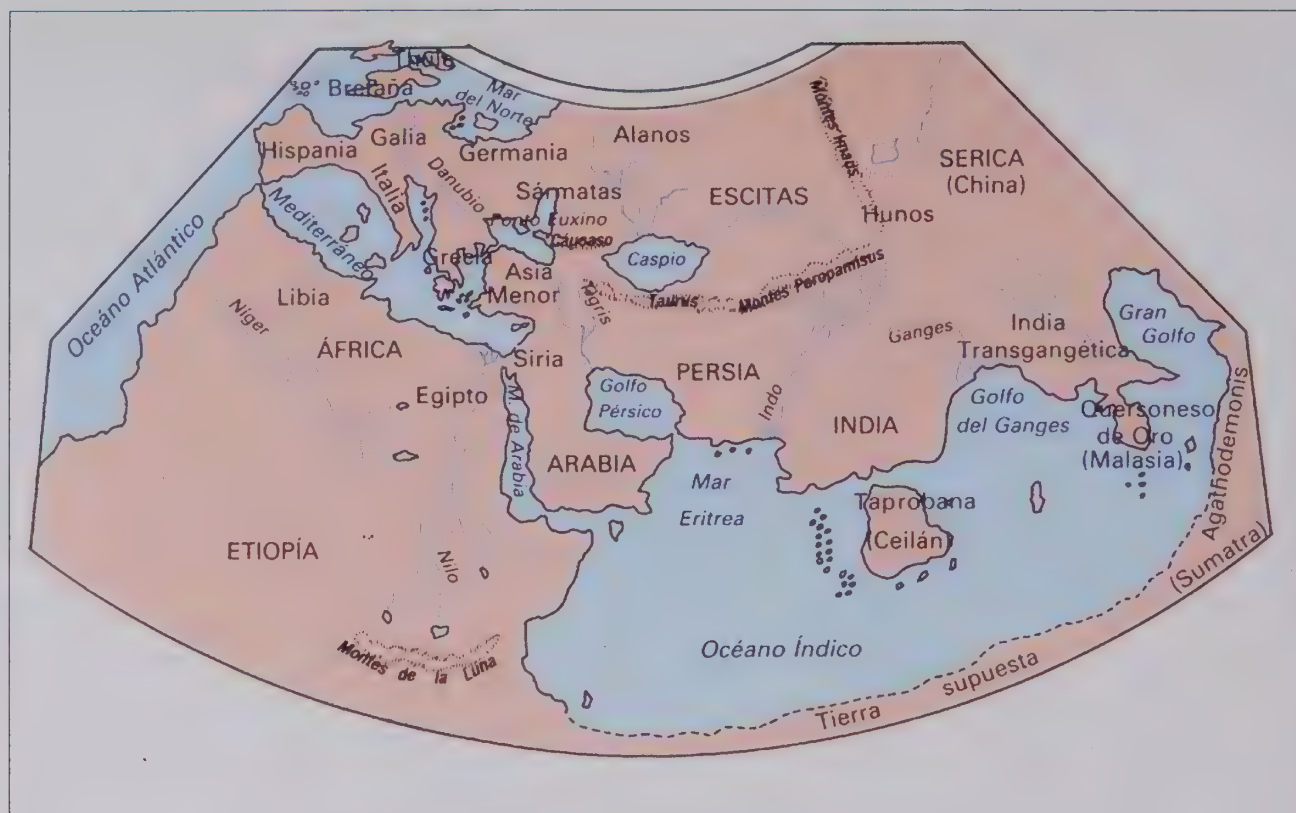 Thule
Bretaña
Mar
del Norte
Galia
Hispania
Germania
Alanos
Montes Imaus
SERICA
(China)
Italia
Danubio
Sármatas
ESCITAS
Hunos
Océano Atlántico
Mediterráneo
Ponto Euxino
Cáucaso
Grecia
Asia
Menor
Caspio
Taurus
Montes Paropamisus
Libia
Niger
Tigris
Ganges
India
Transgangética
Gran
Golfo
ÁFRICA
Siria
Egipto
Golfo
Pérsico
PERSIA
Indo
INDIA
Golfo
del Ganges
Quersoneso
de Oro
(Malasia)
M. de Arabia
ARABIA
Mar
Eritrea
Taprobana
(Ceilán)
Agathodemonis
(Sumatra)
ETIOPÍA
Nilo
Montes de la Luna
Océano Índico
Tierra supuesta